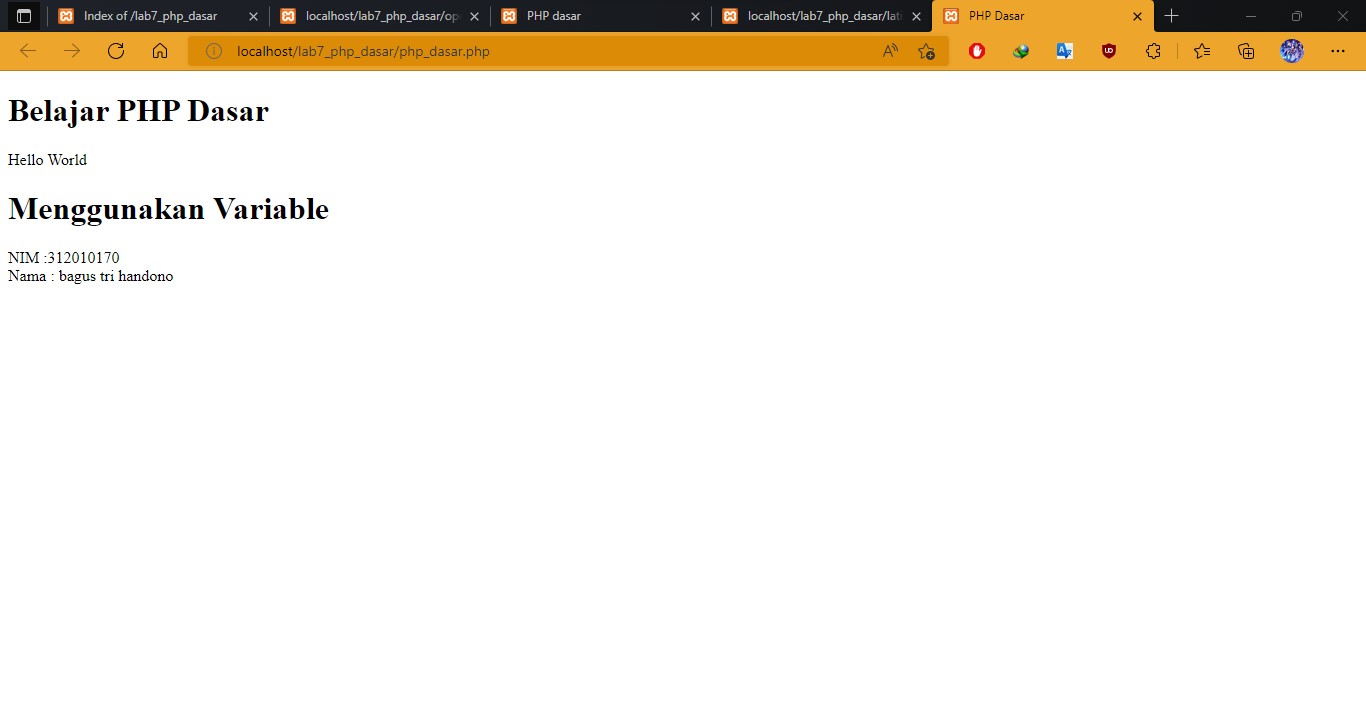 Index of /lab7_php_dasar
localhost/lab7_php_dasar/op
PHP dasar
localhost/lab7_php_dasar/lat
PHP Dasar
localhost/lab7_php_dasar/php_dasar.php
Belajar PHP Dasar
Hello World
Menggunakan Variable
NIM :312010170
Nama : bagus tri handono